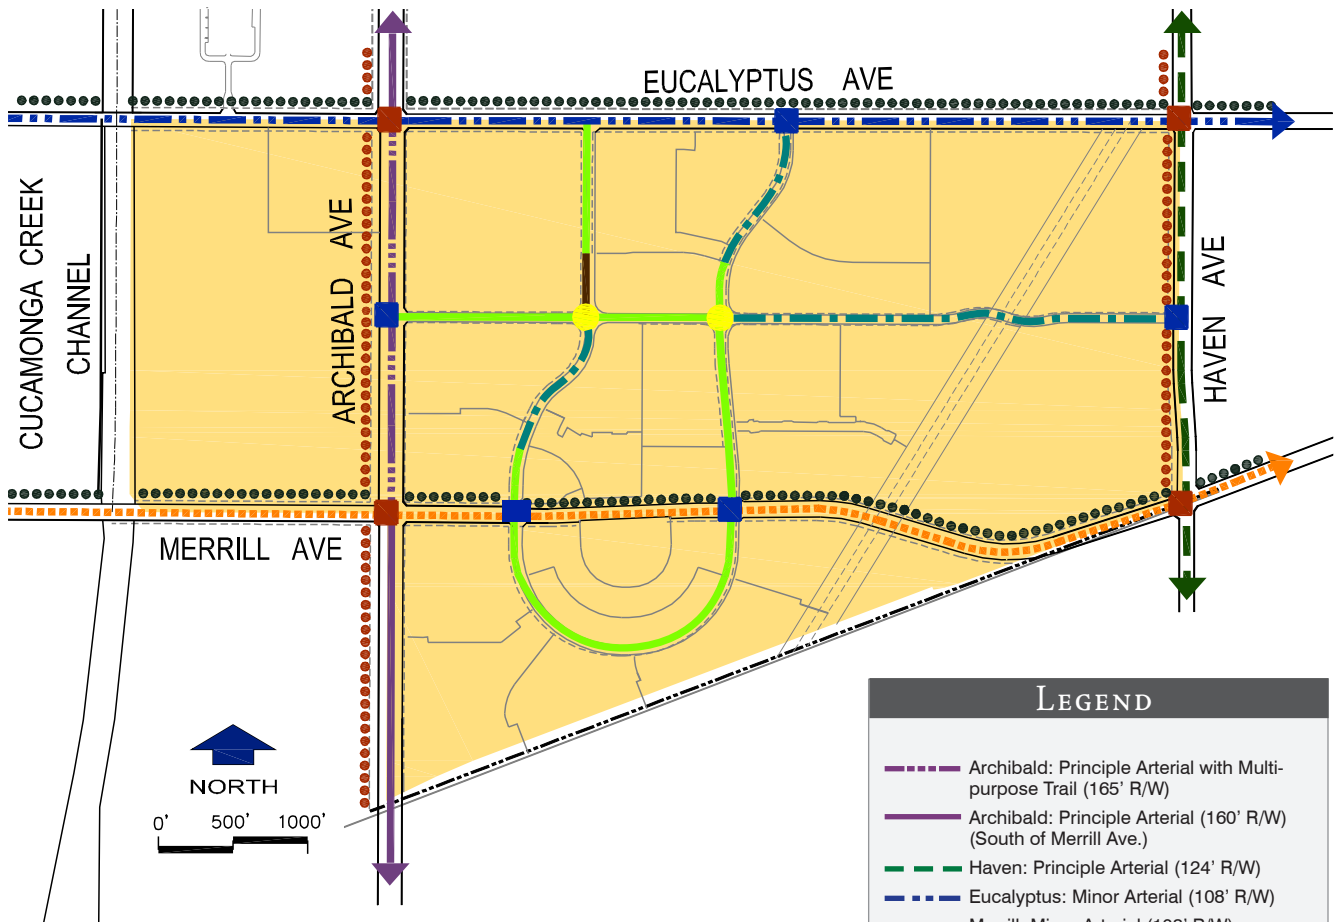 EUCALYPTUS AVE
CUCAMONGA CREEK
CHANNEL
ARCHIBALD AVE
HAVEN AVE
MERRILL AVE
NORTH
0' 500' 1000'
LEGEND
Archibald: Principle Arterial with Multi-
purpose Trail (165' R/W)
Archibald: Principle Arterial (160' R/W)
(South of Merrill Ave.)
Haven: Principle Arterial (124' R/W)
Eucalyptus: Minor Arterial (108' R/W)